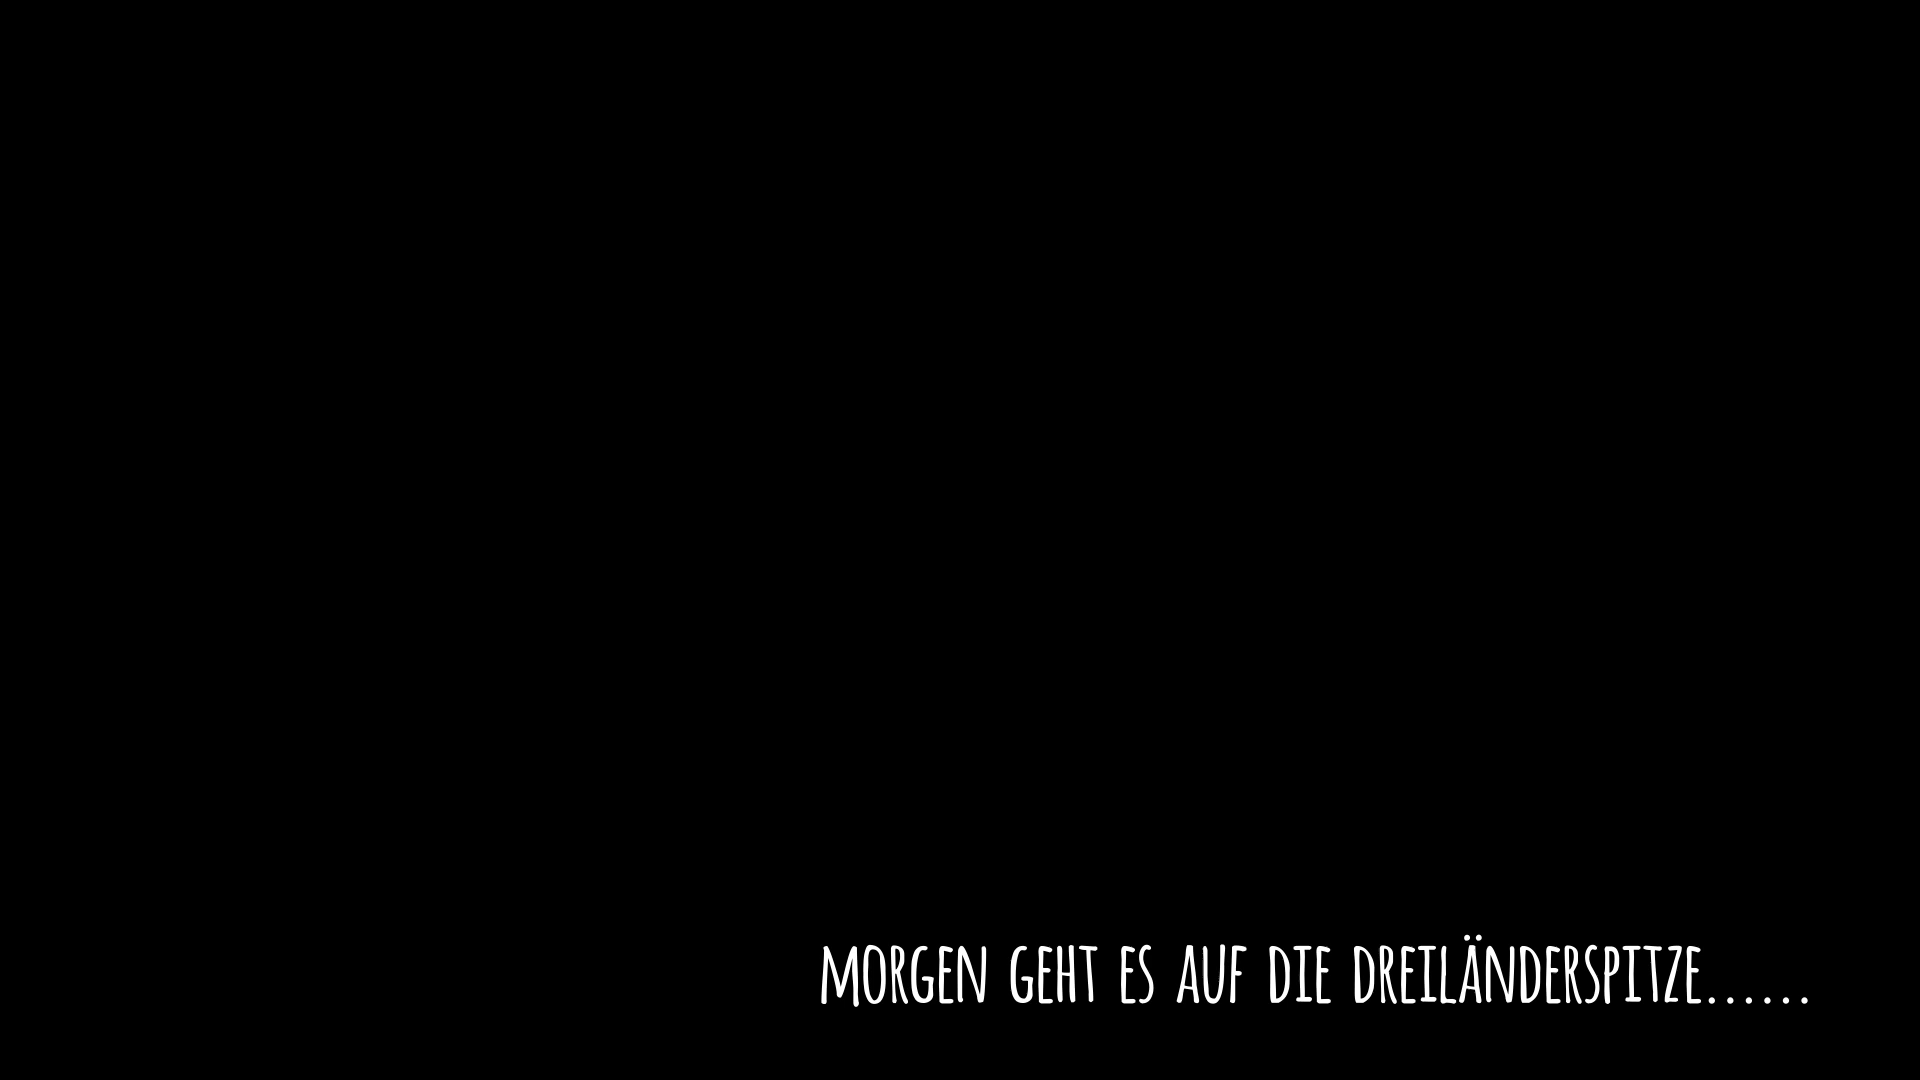 MORGEN GEHT ES AUF DIE DREILÄNDERSPITZE......